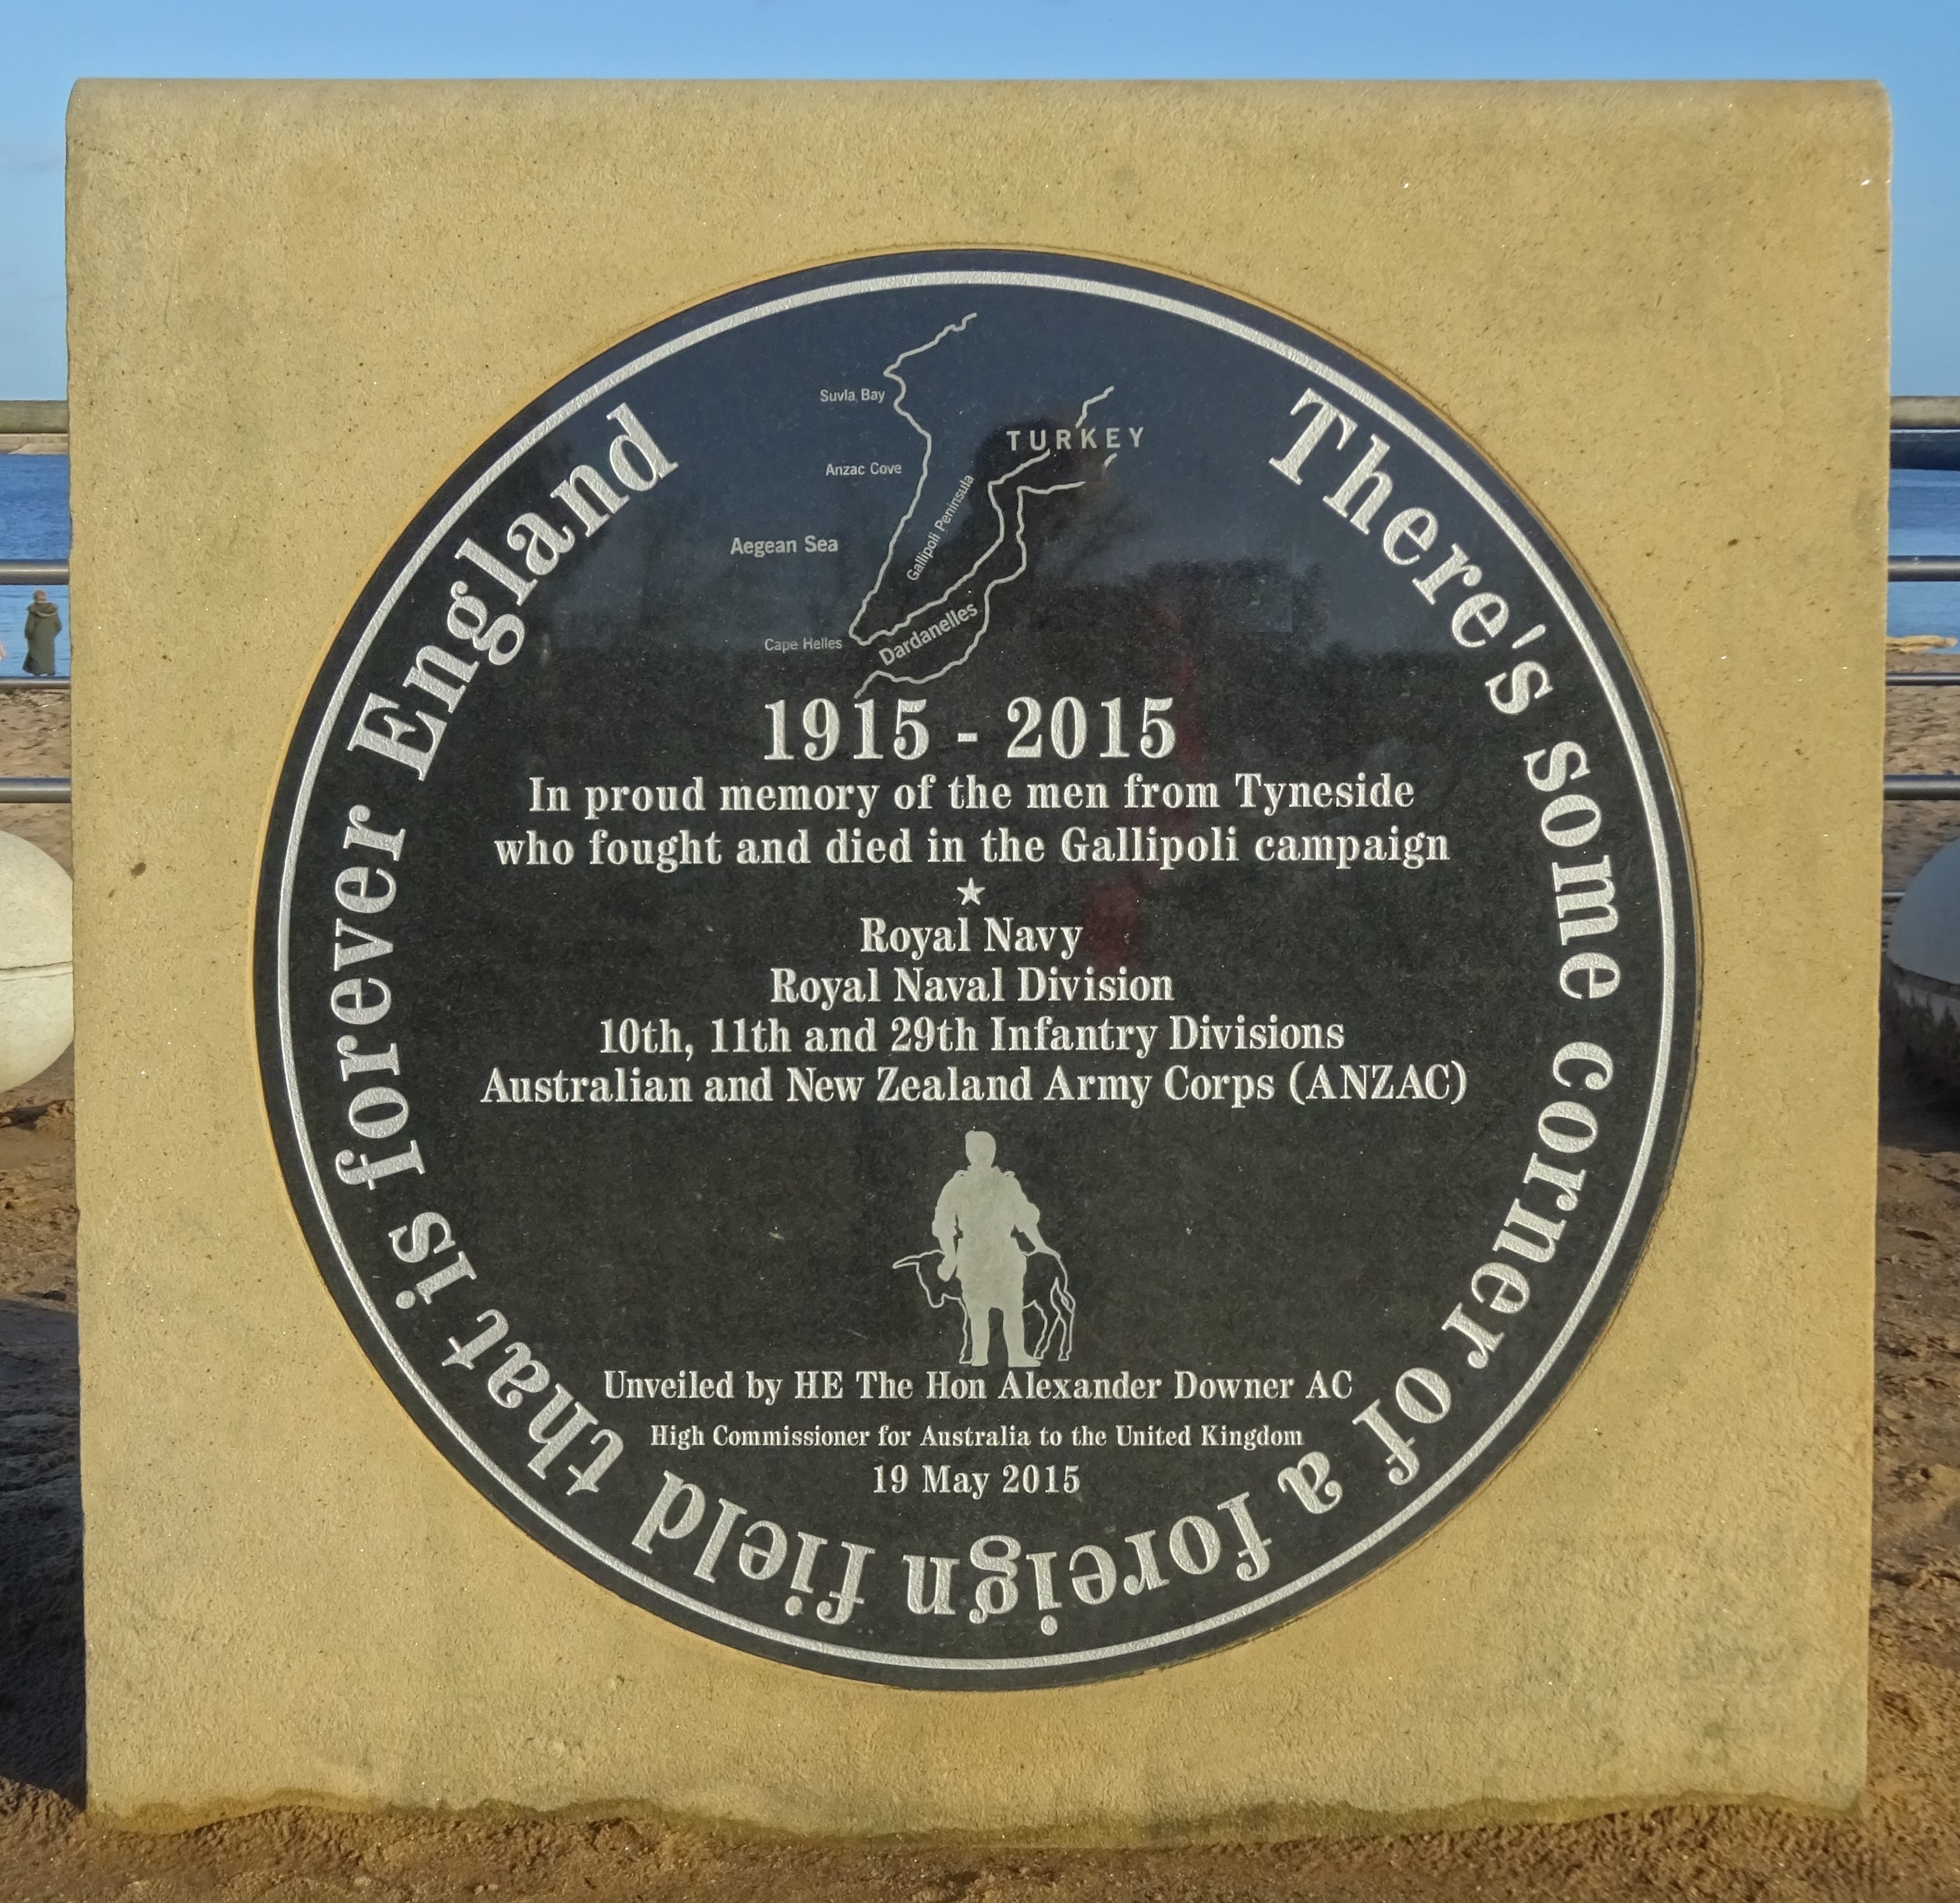 There's some corner of a foreign field that is forever England
Suvla Bay
TURKEY
Anzac Cove
Gallipoli Peninsula
Aegean Sea
Dardanelles
Cape Helles
1915 - 2015
In proud memory of the men from Tyneside
who fought and died in the Gallipoli campaign
Royal Navy
Royal Naval Division
10th, 11th and 29th Infantry Divisions
Australian and New Zealand Army Corps (ANZAC)
Unveiled by HE The Hon Alexander Downer AC
High Commissioner for Australia to the United Kingdom
19 May 2015